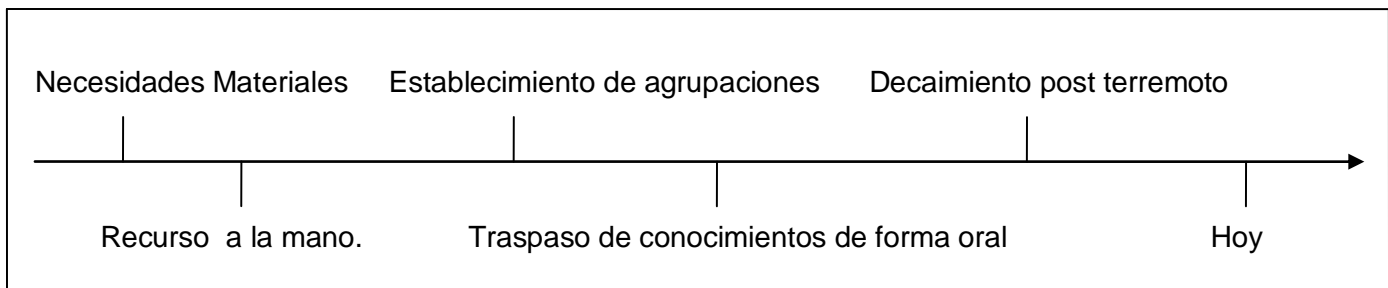 Necesidades Materiales
Establecimiento de agrupaciones
Decaimiento post terremoto
Recurso a la mano.
Traspaso de conocimientos de forma oral
Hoy